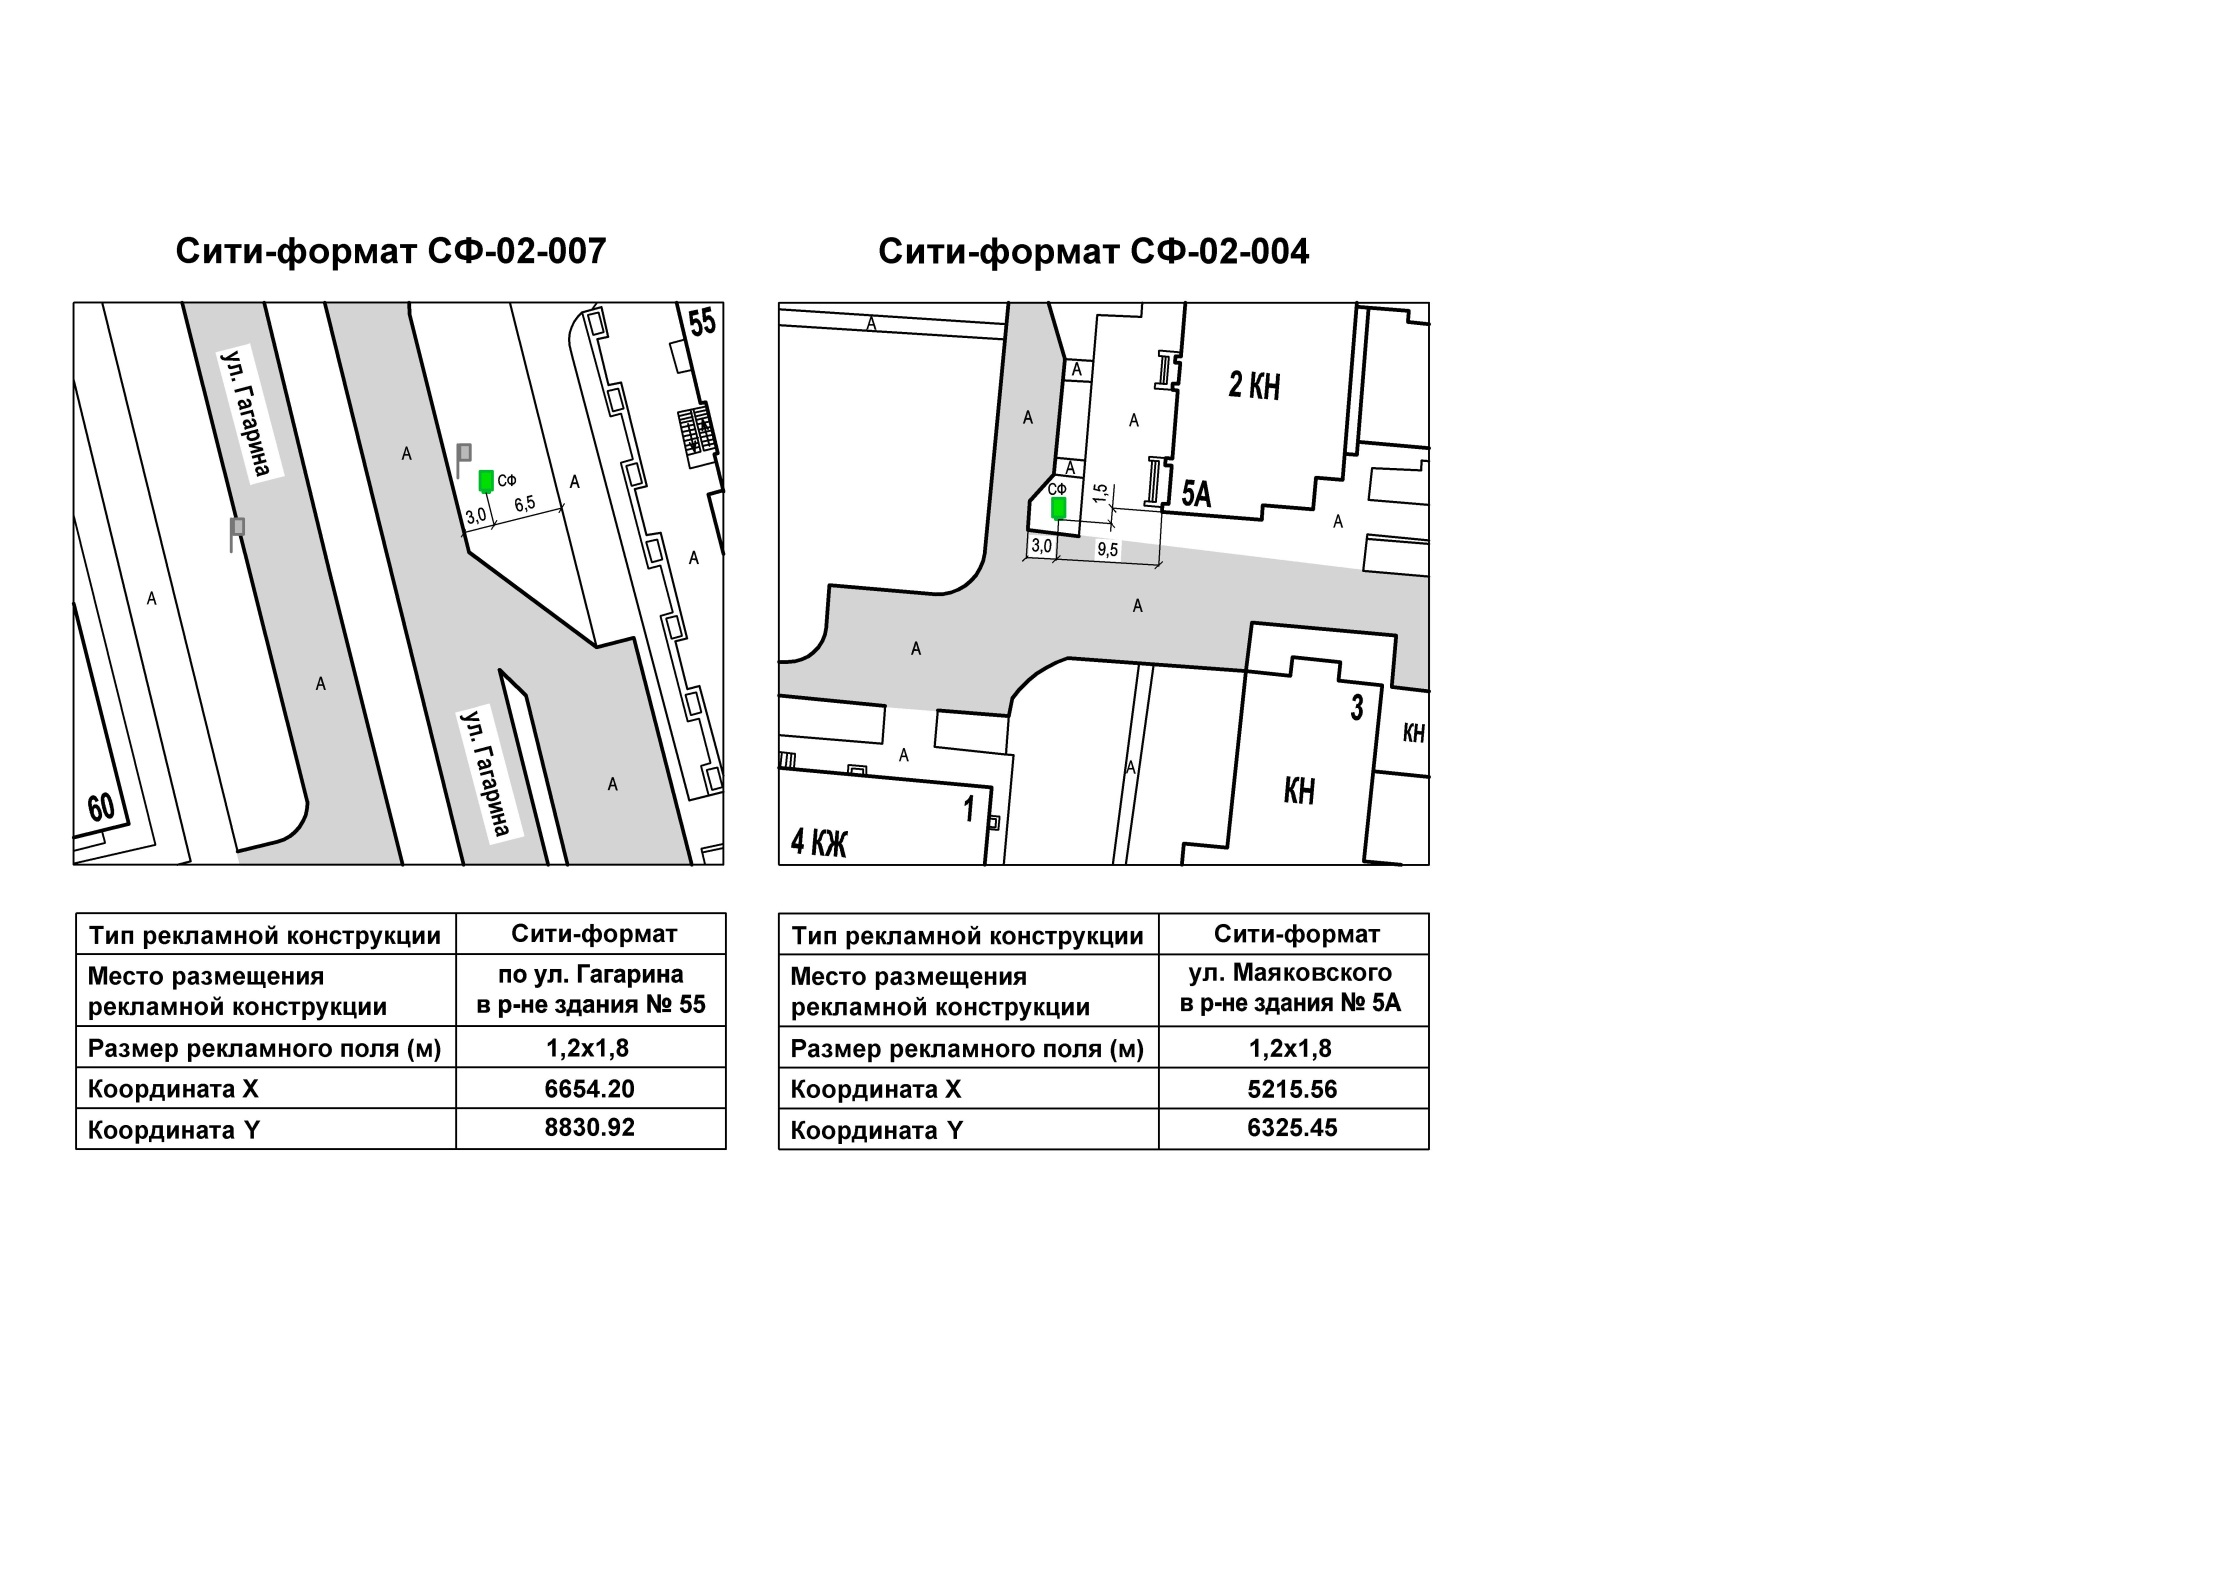 Сити-формат СФ-02-007
55
ул. Гагарина
А
СФ
А
3,0
6,5
А
А
А
ул. Гагарина
А
60
Тип рекламной конструкции
Сити-формат
Место размещения
рекламной конструкции
по ул. Гагарина
в р-не здания № 55
Размер рекламного поля (м)
1,2х1,8
Координата X
6654.20
Координата Y
8830.92
Сити-формат СФ-02-004
А
А
2 КН
А
А
А
СФ
1,5
5А
А
3,0
9,5
А
А
3
КН
А
А
КН
1
4 КЖ
Тип рекламной конструкции
Сити-формат
Место размещения
рекламной конструкции
ул. Маяковского
в р-не здания № 5А
Размер рекламного поля (м)
1,2х1,8
Координата X
5215.56
Координата Y
6325.45